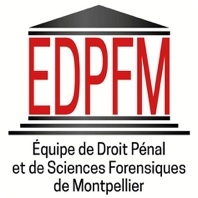 EDPFM
Équipe de Droit Pénal
et de Sciences Forensiques
de Montpellier